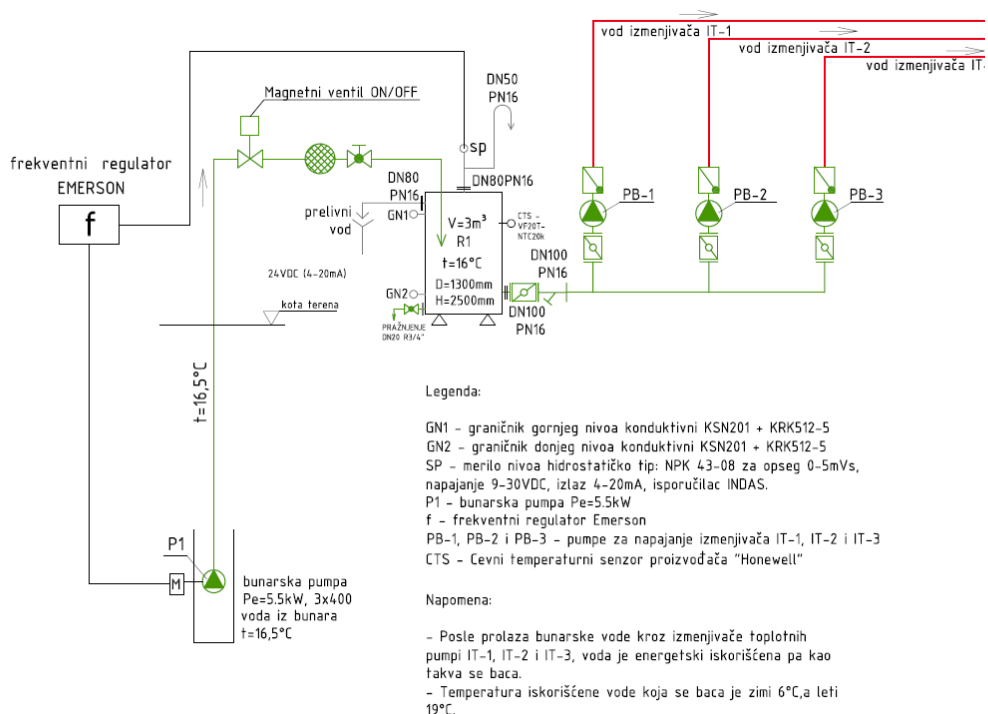 vod izmenjivača IT-1
vod izmenjivača IT-2
vod izmenjivača IT-
DN50
PN16
Magnetni ventil ON/OFF
sp
frekventni regulator
EMERSON
f
DN80
PN16
DN80PN16
GN1
prelivni
vod
V=3m³
R1
t=16°C
D=1300mm
H=2500mm
CTS -
VF20T-
NTC20k
PB-1
PB-2
PB-3
DN100
PN16
24VDC (4-20mA)
GN2
kota terena
PRAŽNJENJE
DN20 R3/4"
DN100
PN16
t=16,5°C
Legenda:
GN1 - graničnik gornjeg nivoa konduktivni KSN201 + KRK512-5
GN2 - graničnik donjeg nivoa konduktivni KSN201 + KRK512-5
SP - merilo nivoa hidrostatičko tip: NPK 43-08 za opseg 0-5mVs,
napajanje 9-30VDC, izlaz 4-20mA, isporučilac INDAS.
P1 - bunarska pumpa Pe=5.5kW
f - frekventni regulator Emerson
PB-1, PB-2 i PB-3 - pumpe za napajanje izmenjivača IT-1, IT-2 i IT-3
CTS - Cevni temperaturni senzor proizvođača "Honewell"
P1
M
bunarska pumpa
Pe=5.5kW, 3x400
voda iz bunara
t=16,5°C
Napomena:
- Posle prolaza bunarske vode kroz izmenjivače toplotnih
pumpi IT-1, IT-2 i IT-3, voda je energetski iskorišćena pa kao
takva se baca.
- Temperatura iskorišćene vode koja se baca je zimi 6°C,a leti
19°C.